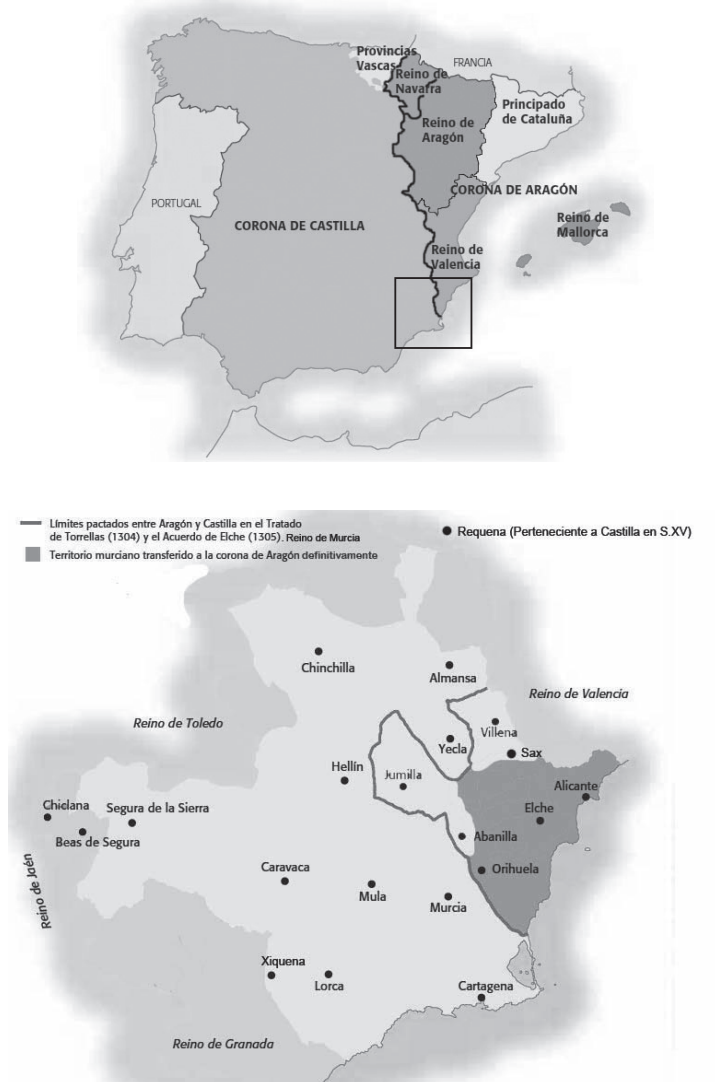 Provincias
Vascas
FRANCIA
Reino de
Navarra
Principado
de Cataluña
Reino de
Aragón
CORONA DE ARAGÓN
PORTUGAL
Reino de
Mallorca
CORONA DE CASTILLA
Reino de
Valencia
Límites pactados entre Aragón y Castilla en el Tratado
de Torrellas (1304) y el Acuerdo de Elche (1305). Reino de Murcia
Territorio murciano transferido a la corona de Aragón definitivamente
Requena (Perteneciente a Castilla en S.XV)
Chinchilla
Almansa
Reino de Valencia
Reino de Toledo
Villena
Yecla
Sax
Hellín
Jumilla
Alicante
Chiclana
Segura de la Sierra
Elche
Beas de Segura
Abanilla
Reino de Jaén
Caravaca
Orihuela
Mula
Murcia
Xiquena
Lorca
Cartagena
Reino de Granada